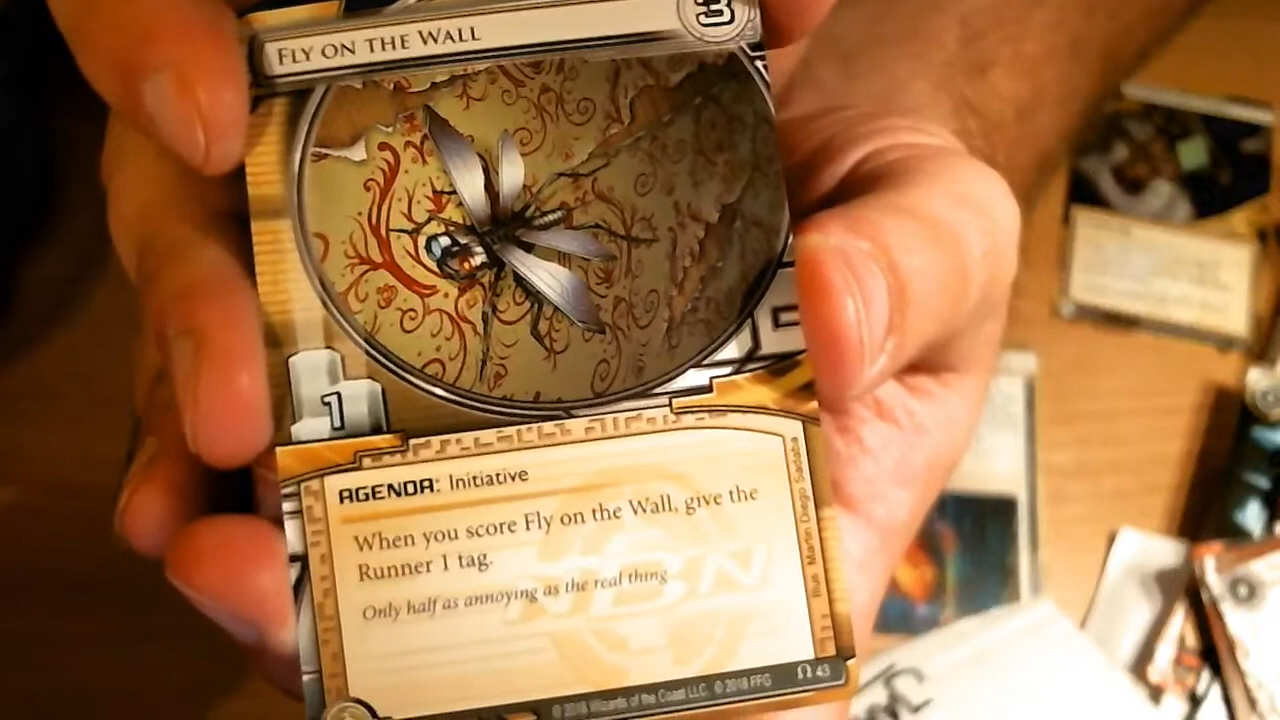 FLY ON THE WALL
3
1
AGENDA: Initiative
When you score Fly on the Wall, give the
Runner 1 tag.
Only half as annoying as the real thing
NBN
Illus. Martin Diego Sadaba
© 2018 Wizards of the Coast LLC. © 2018 FFG
43